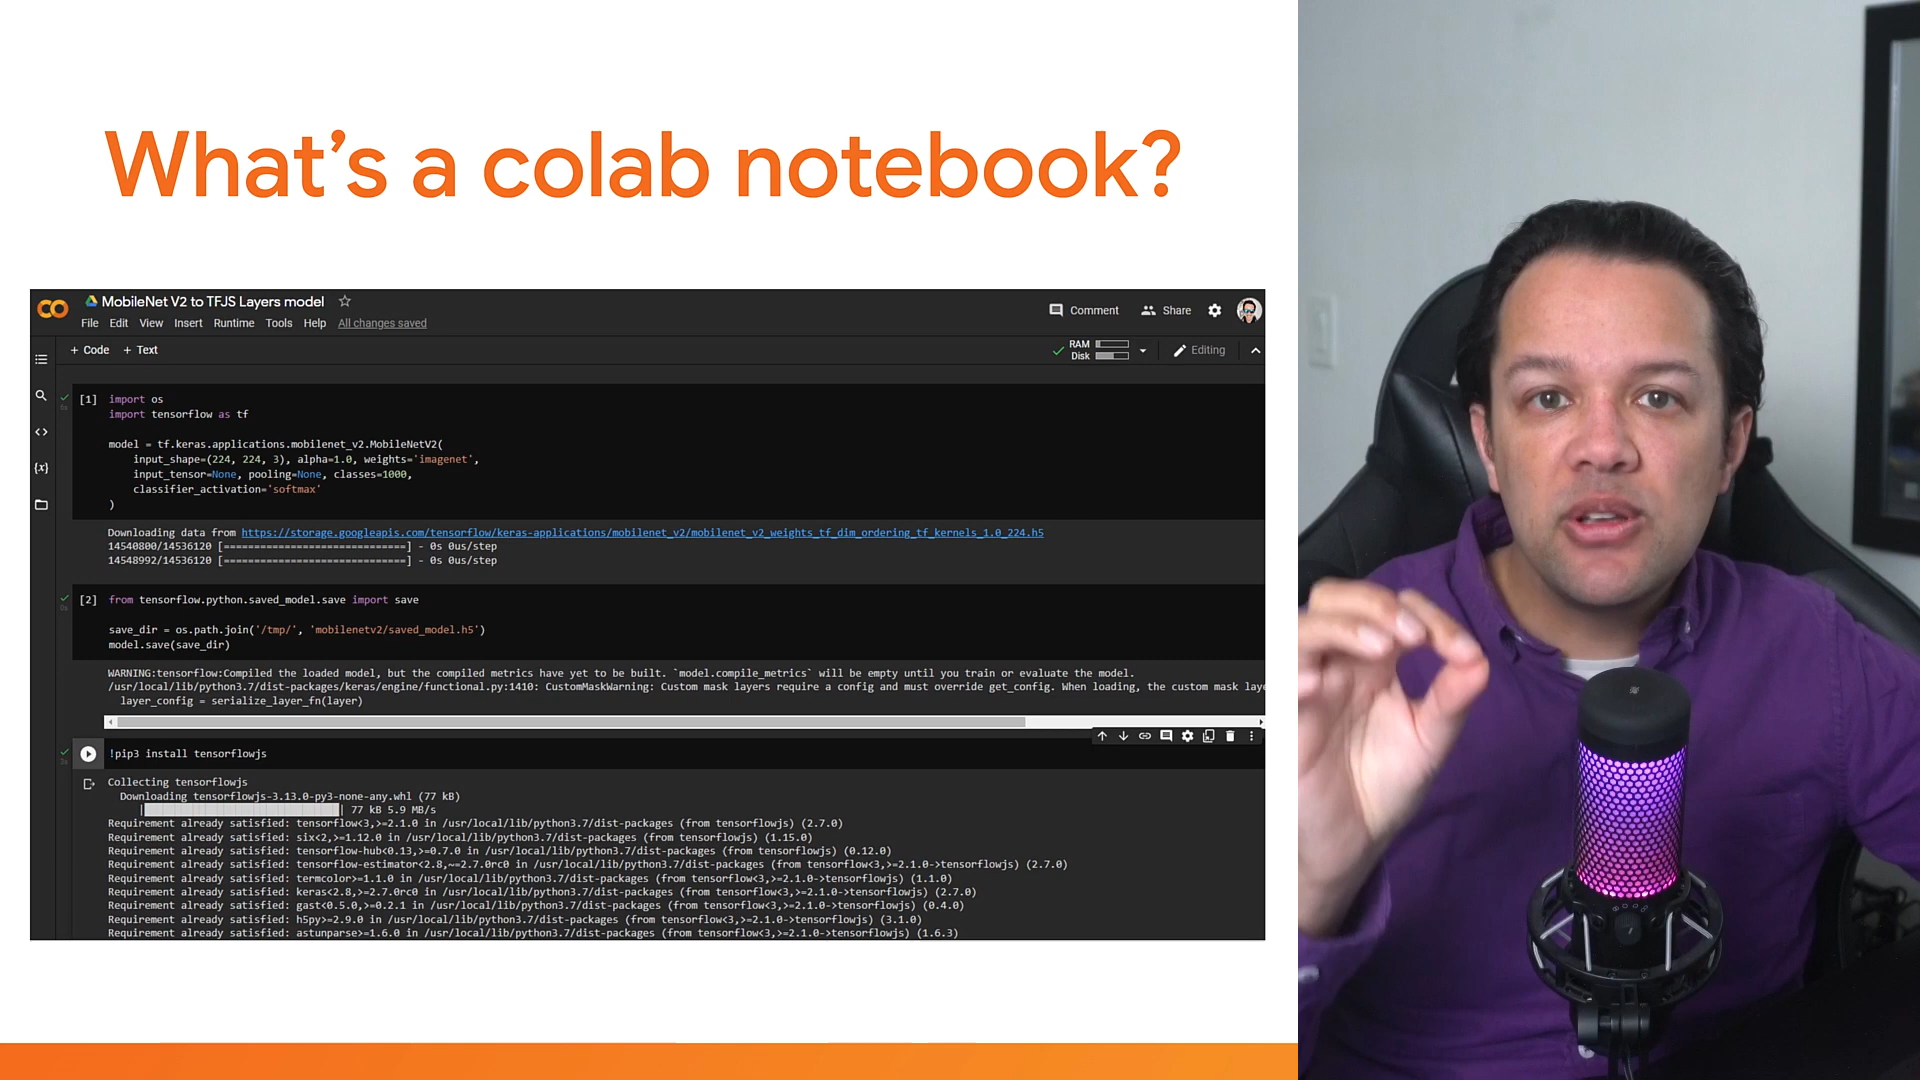 What's a colab notebook?
MobileNet V2 to TFJS Layers model
File Edit View Insert Runtime Tools Help All changes saved
Comment Share
+ Code + Text
RAM
Disk
Editing
[1] import os
import tensorflow as tf
model = tf.keras.applications.mobilenet_v2.MobileNetV2(
input_shape=(224, 224, 3), alpha=1.0, weights='imagenet',
input_tensor=None, pooling=None, classes=1000,
classifier_activation='softmax'
)
Downloading data from https://storage.googleapis.com/tensorflow/keras-applications/mobilenet_v2/mobilenet_v2_weights_tf_dim_ordering_tf_kernels_1.0_224.h5
14540800/14536120 [==============================] - 0s 0us/step
14548992/14536120 [==============================] - 0s 0us/step
[2] from tensorflow.python.saved_model.save import save
save_dir = os.path.join('/tmp/', 'mobilenetv2/saved_model.h5')
model.save(save_dir)
WARNING:tensorflow:Compiled the loaded model, but the compiled metrics have yet to be built. `model.compile_metrics` will be empty until you train or evaluate the model.
/usr/local/lib/python3.7/dist-packages/keras/engine/functional.py:1410: CustomMaskWarning: Custom mask layers require a config and must override get_config. When loading, the custom mask laye
layer_config = serialize_layer_fn(layer)
!pip3 install tensorflowjs
Collecting tensorflowjs
Downloading tensorflowjs-3.13.0-py3-none-any.whl (77 kB)
77 kB 5.9 MB/s
Requirement already satisfied: tensorflow<3,>=2.1.0 in /usr/local/lib/python3.7/dist-packages (from tensorflowjs) (2.7.0)
Requirement already satisfied: six<2,>=1.12.0 in /usr/local/lib/python3.7/dist-packages (from tensorflowjs) (1.15.0)
Requirement already satisfied: tensorflow-hub<0.13,>=0.7.0 in /usr/local/lib/python3.7/dist-packages (from tensorflowjs) (0.12.0)
Requirement already satisfied: tensorflow-estimator<2.8,~=2.7.0rc0 in /usr/local/lib/python3.7/dist-packages (from tensorflow<3,>=2.1.0->tensorflowjs) (2.7.0)
Requirement already satisfied: termcolor>=1.1.0 in /usr/local/lib/python3.7/dist-packages (from tensorflow<3,>=2.1.0->tensorflowjs) (1.1.0)
Requirement already satisfied: keras<2.8,>=2.7.0rc0 in /usr/local/lib/python3.7/dist-packages (from tensorflow<3,>=2.1.0->tensorflowjs) (2.7.0)
Requirement already satisfied: gast<0.5.0,>=0.2.1 in /usr/local/lib/python3.7/dist-packages (from tensorflow<3,>=2.1.0->tensorflowjs) (0.4.0)
Requirement already satisfied: h5py>=2.9.0 in /usr/local/lib/python3.7/dist-packages (from tensorflow<3,>=2.1.0->tensorflowjs) (3.1.0)
Requirement already satisfied: astunparse>=1.6.0 in /usr/local/lib/python3.7/dist-packages (from tensorflow<3,>=2.1.0->tensorflowjs) (1.6.3)